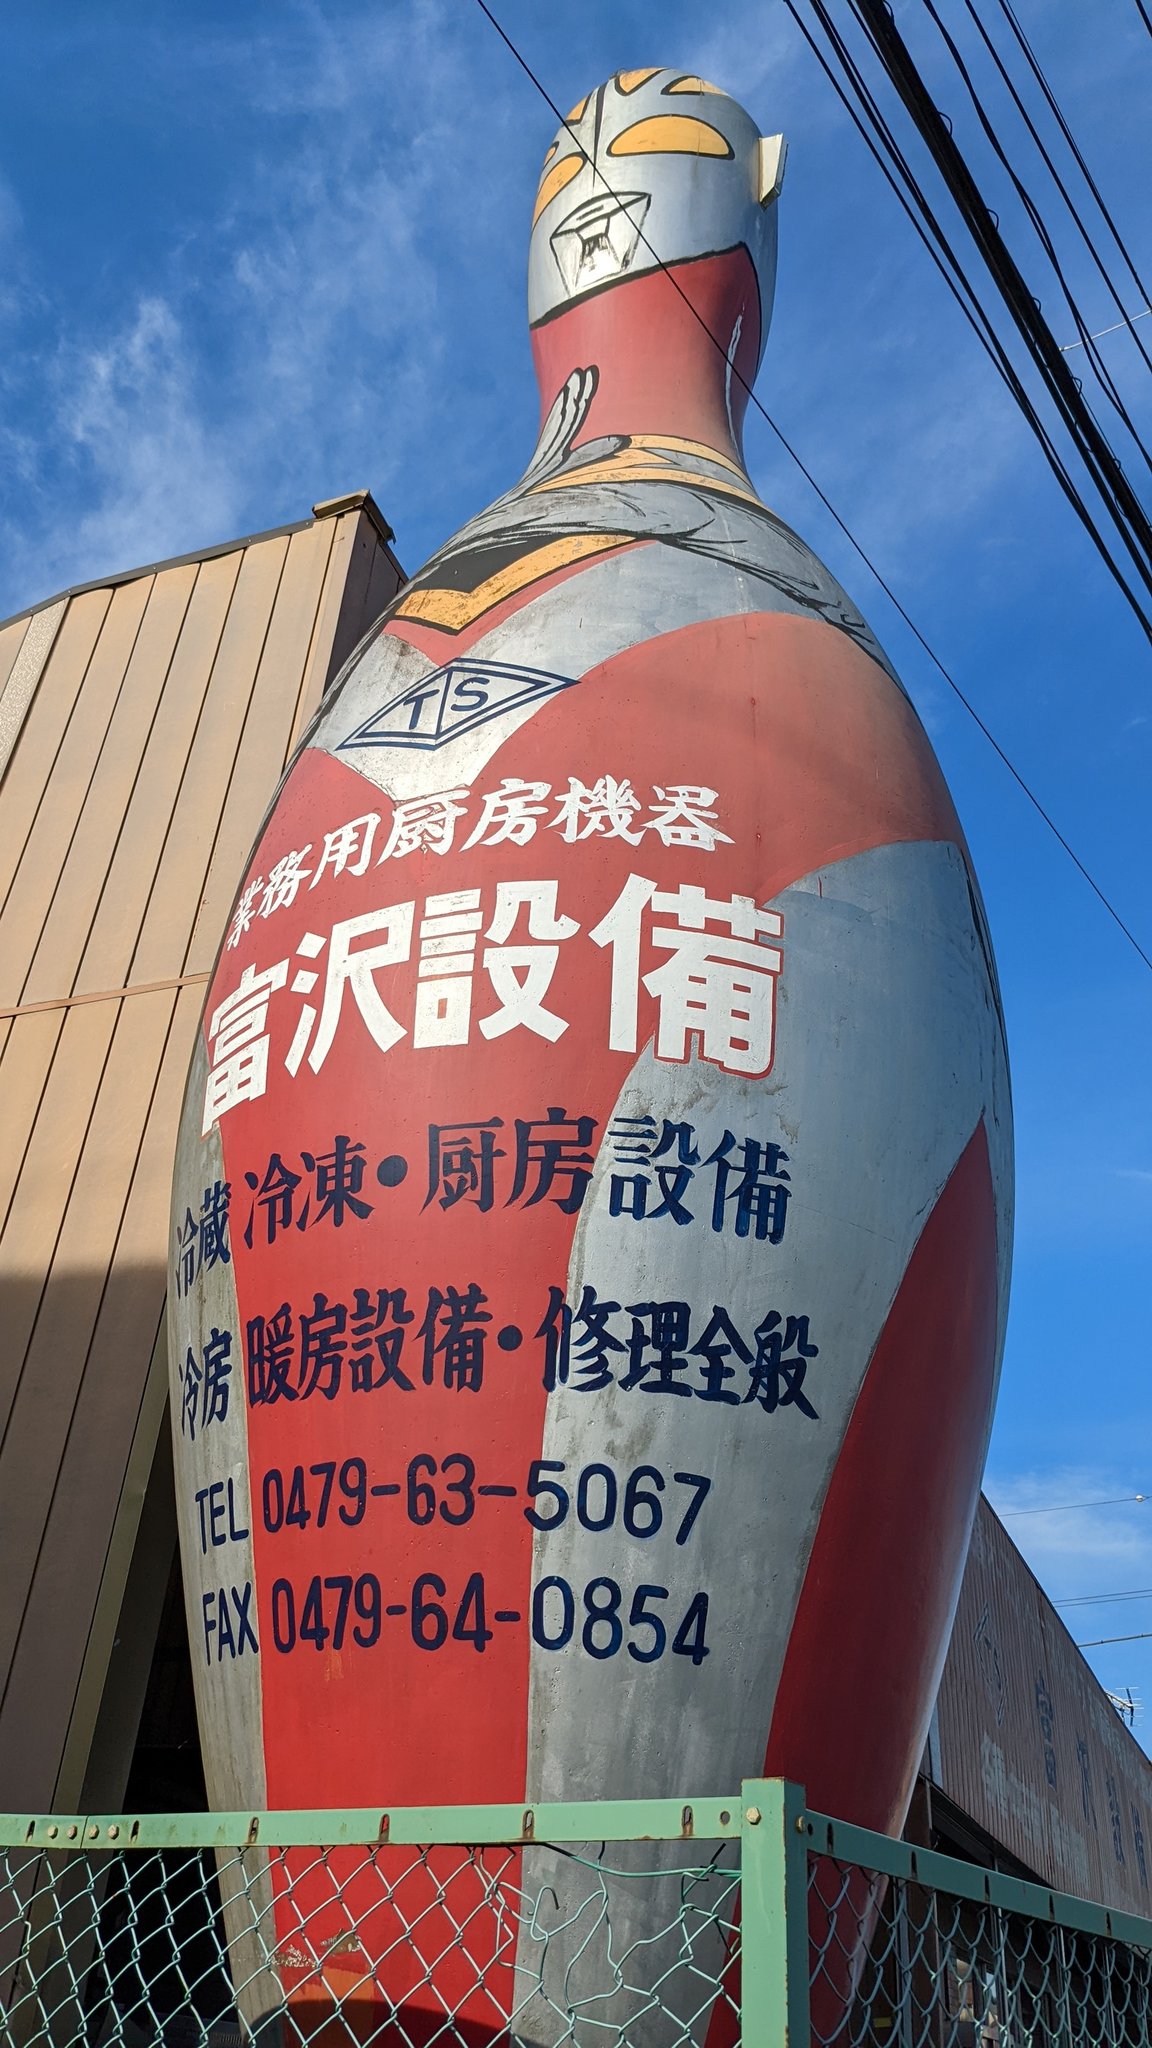 TS
業務用厨房機器
富沢設備
冷蔵 冷凍・厨房設備
冷房 暖房設備・修理全般
TEL 0479-63-5067
FAX 0479-64-0854